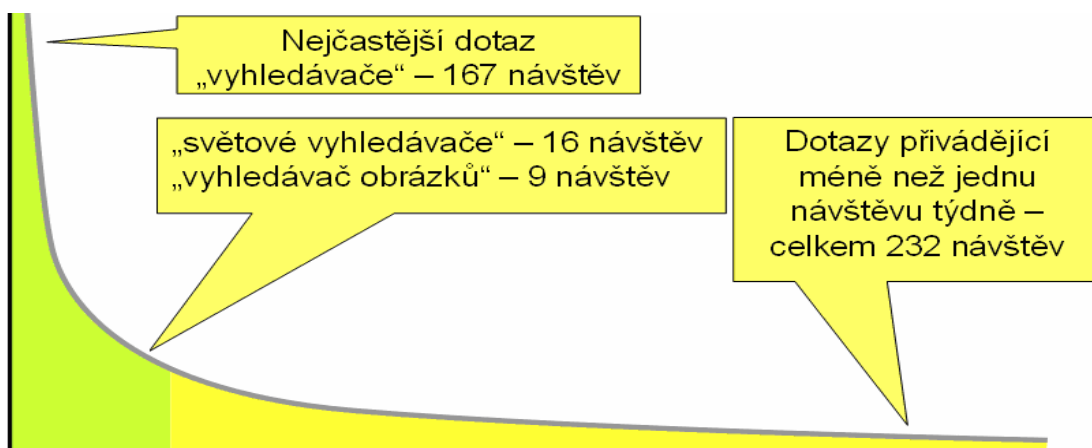 Nejčastější dotaz
„vyhledávače“ – 167 návštěv
„světové vyhledávače“ – 16 návštěv
„vyhledávač obrázků“ – 9 návštěv
Dotazy přivádějící
méně než jednu
návštěvu týdně –
celkem 232 návštěv